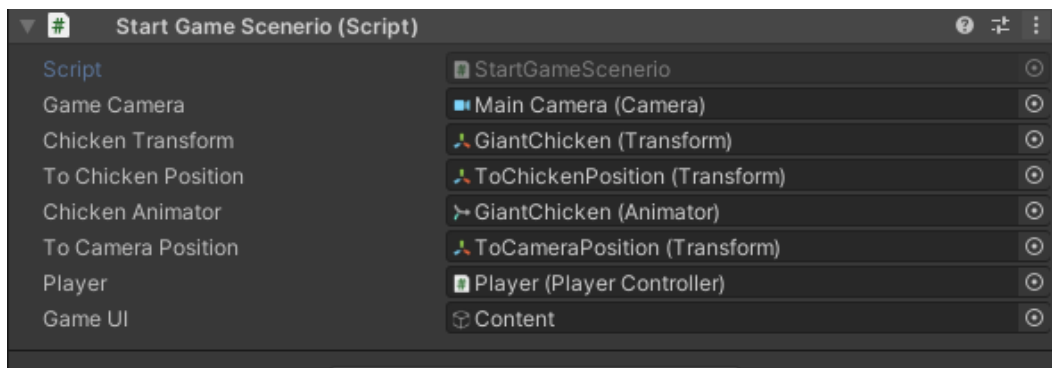 # Start Game Scenerio (Script)
Script # StartGameScenerio
Game Camera Main Camera (Camera)
Chicken Transform GiantChicken (Transform)
To Chicken Position ToChickenPosition (Transform)
Chicken Animator GiantChicken (Animator)
To Camera Position ToCameraPosition (Transform)
Player # Player (Player Controller)
Game UI Content